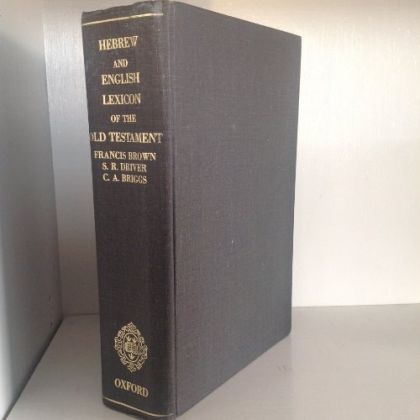 HEBREW
AND
ENGLISH
LEXICON
OF THE
OLD TESTAMENT
FRANCIS BROWN
S. R. DRIVER
C. A. BRIGGS
OXFORD